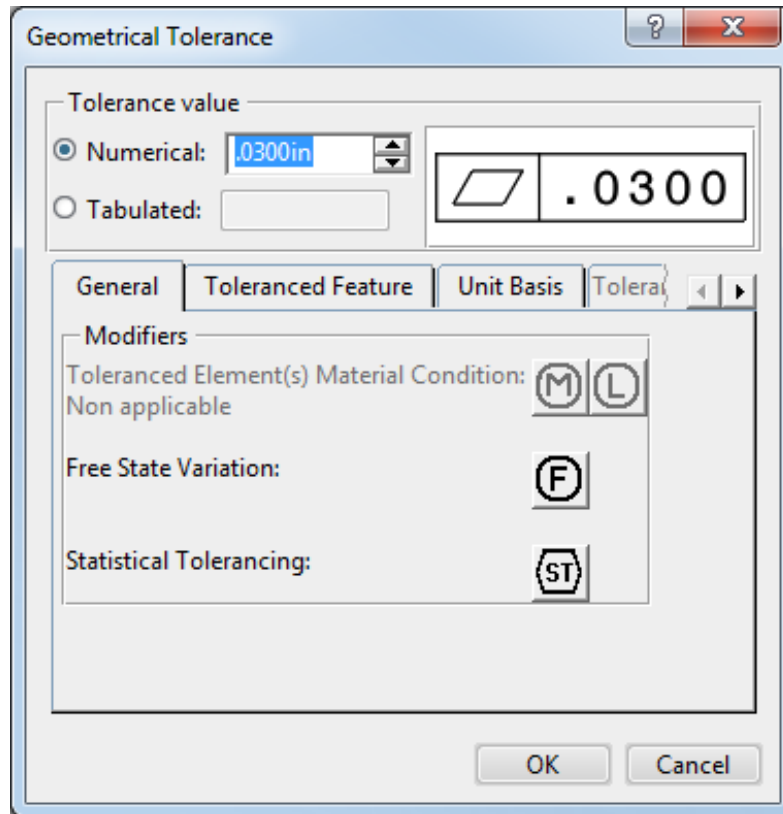 Geometrical Tolerance
?
X
Tolerance value
Numerical: .0300in
.0300
Tabulated:
General Toleranced Feature Unit Basis Tolera
Modifiers
Toleranced Element(s) Material Condition: M L
Non applicable
Free State Variation: F
Statistical Tolerancing: ST
OK Cancel